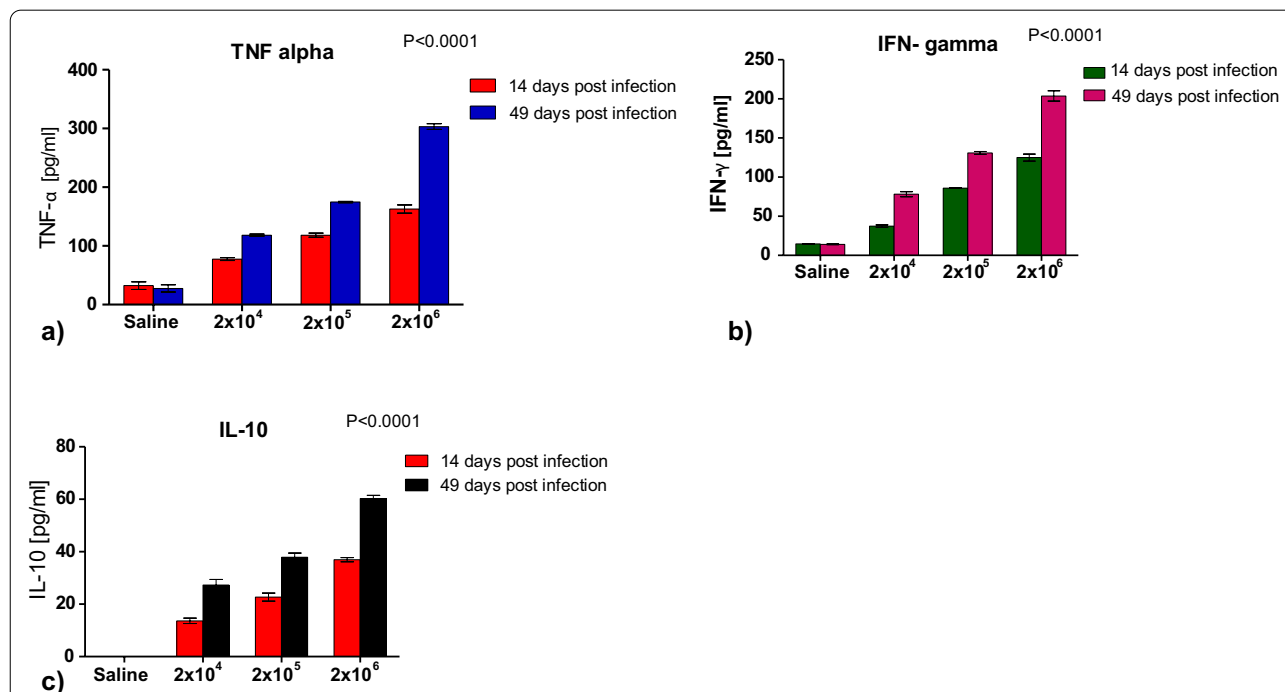 TNF alpha
P<0.0001
14 days post infection
49 days post infection
TNF-α [pg/ml]
400
300
200
100
0
Saline
2x10⁴
2x10⁵
2x10⁶
a)
IFN- gamma
P<0.0001
14 days post infection
49 days post infection
IFN-γ [pg/ml]
250
200
150
100
50
0
Saline
2x10⁴
2x10⁵
2x10⁶
b)
IL-10
P<0.0001
14 days post infection
49 days post infection
IL-10 [pg/ml]
80
60
40
20
0
Saline
2x10⁴
2x10⁵
2x10⁶
c)